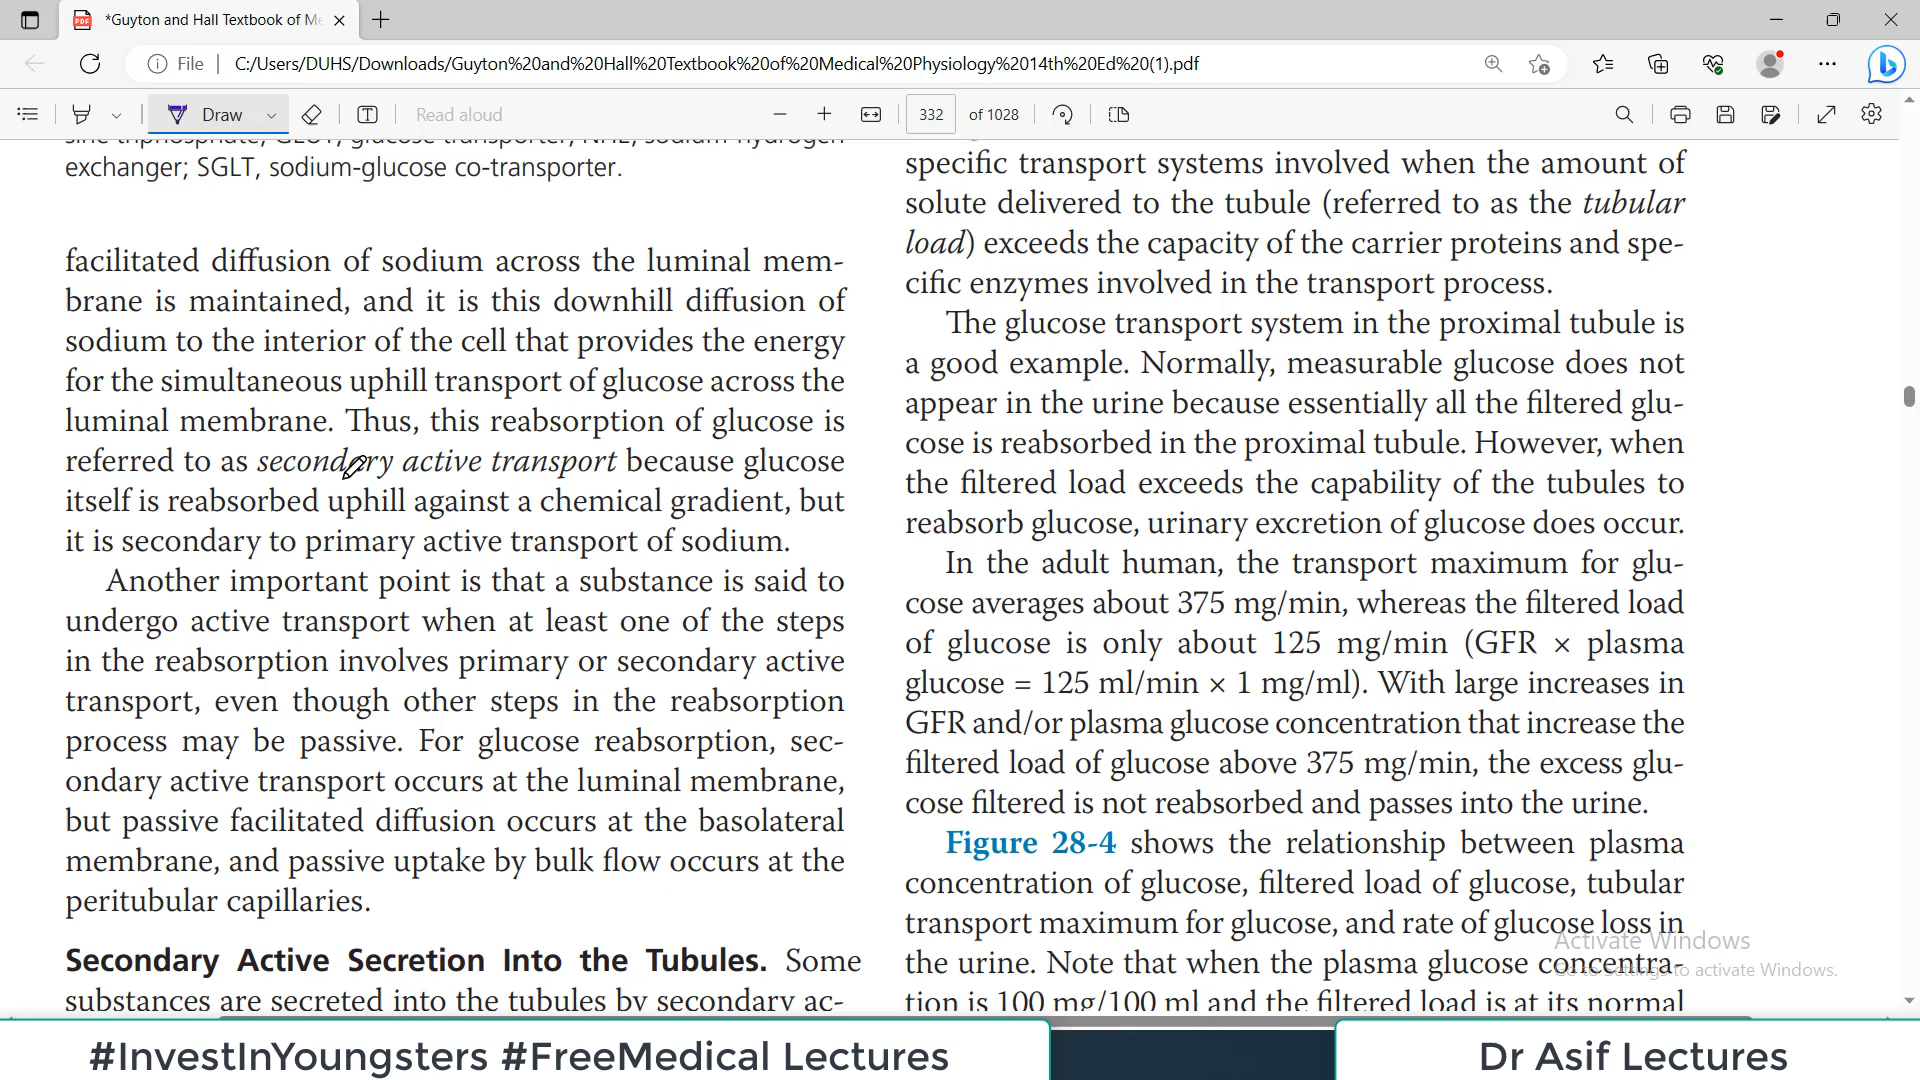 *Guyton and Hall Textbook of Me
File
C:/Users/DUHS/Downloads/Guyton%20and%20Hall%20Textbook%20of%20Medical%20Physiology%2014th%20Ed%20(1).pdf
Draw
Read aloud
332
of 1028
exchanger; SGLT, sodium-glucose co-transporter.
facilitated diffusion of sodium across the luminal mem-
brane is maintained, and it is this downhill diffusion of
sodium to the interior of the cell that provides the energy
for the simultaneous uphill transport of glucose across the
luminal membrane. Thus, this reabsorption of glucose is
referred to as secondary active transport because glucose
itself is reabsorbed uphill against a chemical gradient, but
it is secondary to primary active transport of sodium.
Another important point is that a substance is said to
undergo active transport when at least one of the steps
in the reabsorption involves primary or secondary active
transport, even though other steps in the reabsorption
process may be passive. For glucose reabsorption, sec-
ondary active transport occurs at the luminal membrane,
but passive facilitated diffusion occurs at the basolateral
membrane, and passive uptake by bulk flow occurs at the
peritubular capillaries.
Secondary Active Secretion Into the Tubules. Some
substances are secreted into the tubules by secondary ac-
specific transport systems involved when the amount of
solute delivered to the tubule (referred to as the tubular
load) exceeds the capacity of the carrier proteins and spe-
cific enzymes involved in the transport process.
The glucose transport system in the proximal tubule is
a good example. Normally, measurable glucose does not
appear in the urine because essentially all the filtered glu-
cose is reabsorbed in the proximal tubule. However, when
the filtered load exceeds the capability of the tubules to
reabsorb glucose, urinary excretion of glucose does occur.
In the adult human, the transport maximum for glu-
cose averages about 375 mg/min, whereas the filtered load
of glucose is only about 125 mg/min (GFR × plasma
glucose = 125 ml/min × 1 mg/ml). With large increases in
GFR and/or plasma glucose concentration that increase the
filtered load of glucose above 375 mg/min, the excess glu-
cose filtered is not reabsorbed and passes into the urine.
Figure 28-4 shows the relationship between plasma
concentration of glucose, filtered load of glucose, tubular
transport maximum for glucose, and rate of glucose loss in
the urine. Note that when the plasma glucose concentra-
tion is 100 mg/100 ml and the filtered load is at its normal
Activate Windows
Go to Settings to activate Windows.
#InvestInYoungsters #FreeMedical Lectures
Dr Asif Lectures